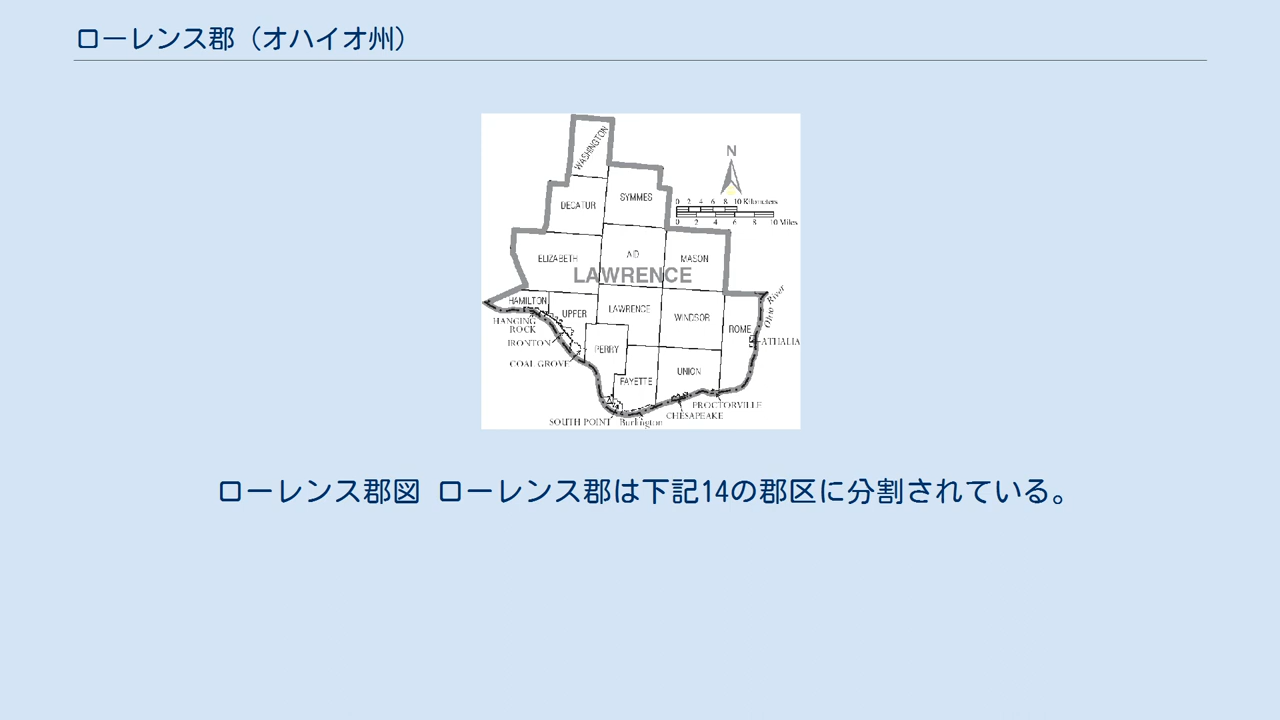 ローレンス郡（オハイオ州）
WASHINGTON
N
SYMMES
DECATUR
0 2 4 6 8 10 Kilometers
0 2 4 6 8 10 Miles
ELIZABETH
AID
MASON
LAWRENCE
HAMILTON
UPPER
LAWRENCE
WINDSOR
ROME
Ohio River
HANGING
ROCK
IRONTON
COAL GROVE
PERRY
ATHALIA
FAYETTE
UNION
PROCTORVILLE
CHESAPEAKE
SOUTH POINT
Burlington
ローレンス郡図 ローレンス郡は下記14の郡区に分割されている。